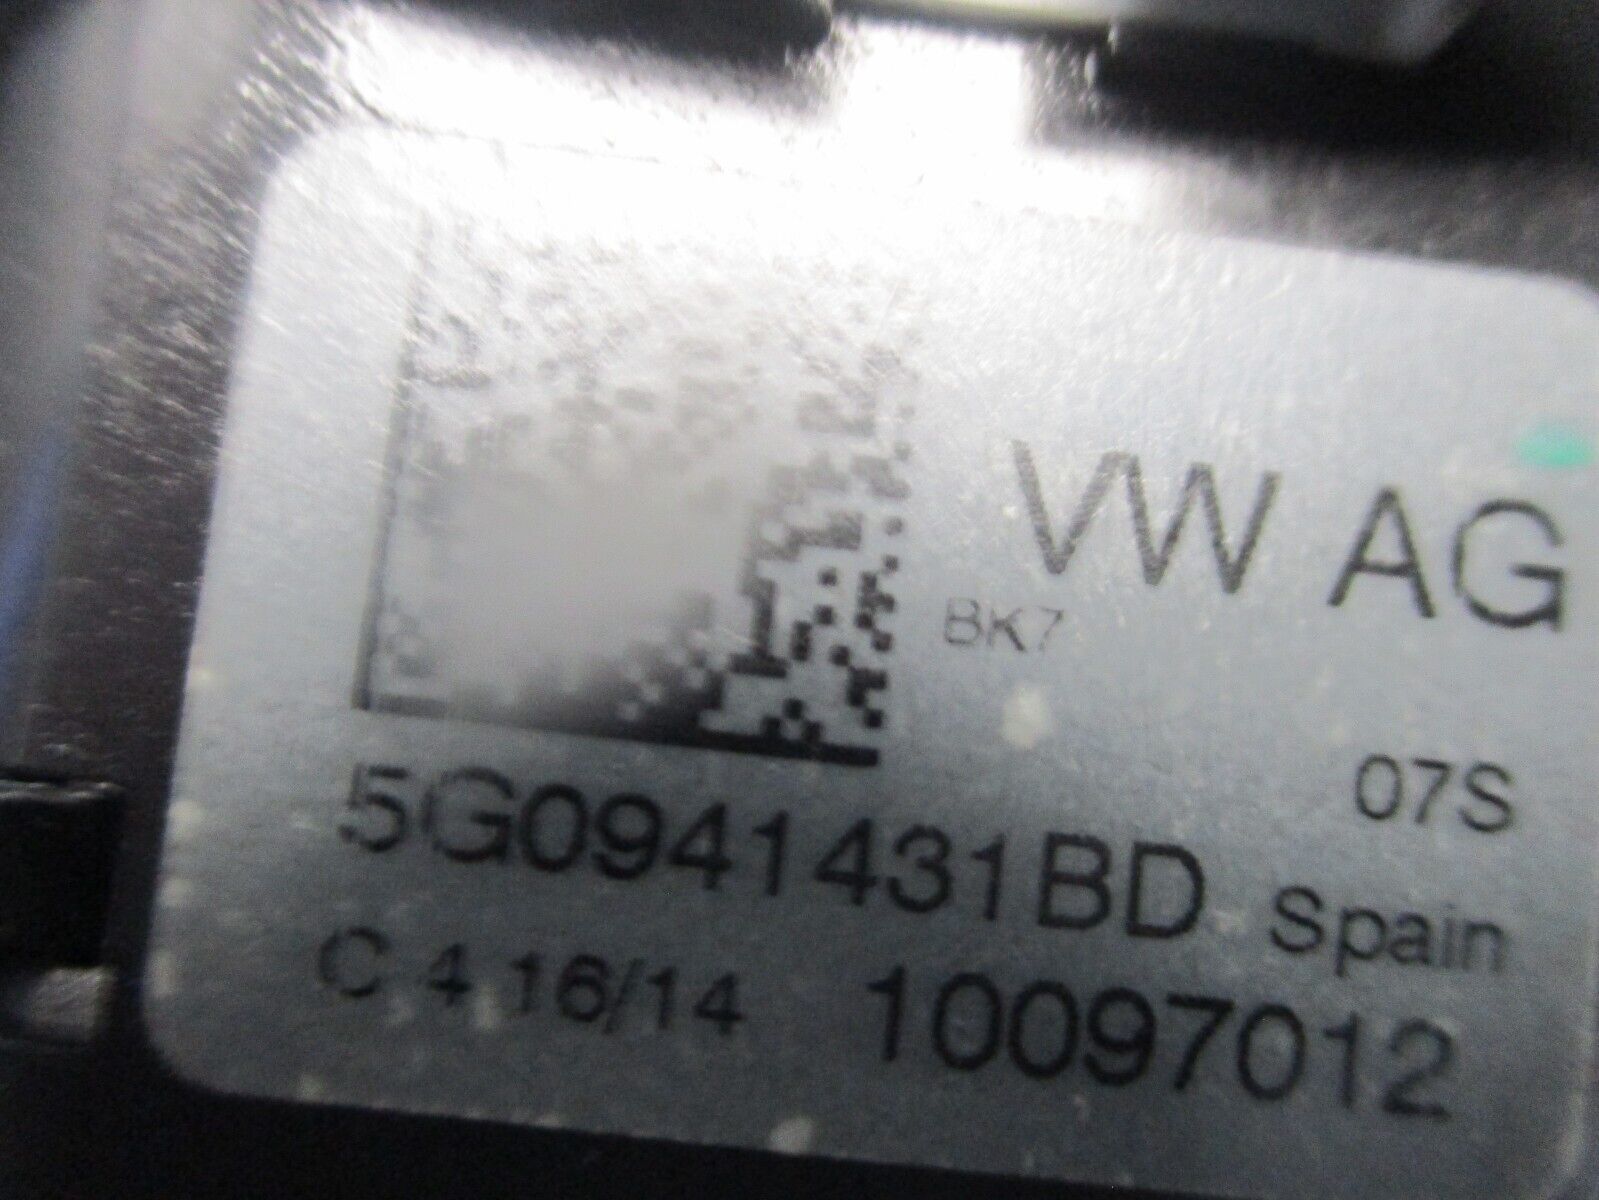 VW AG
BK7
07S
5G0941431BD Spain
C 4 16/14 10097012